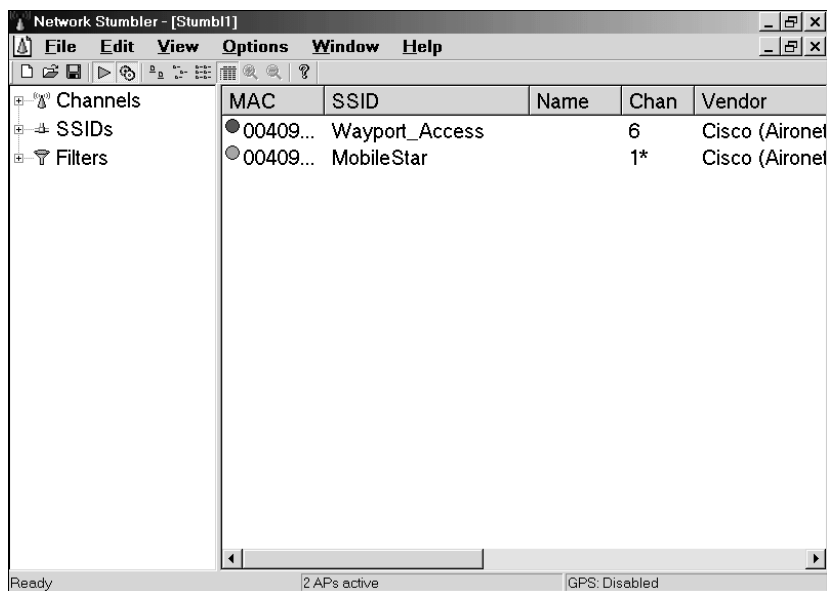 Network Stumbler - [Stumbl1]
File Edit View Options Window Help
Channels
SSIDs
Filters
MAC SSID Name Chan Vendor
00409... Wayport_Access 6 Cisco (Aironet
00409... MobileStar 1* Cisco (Aironet
Ready 2 APs active GPS: Disabled